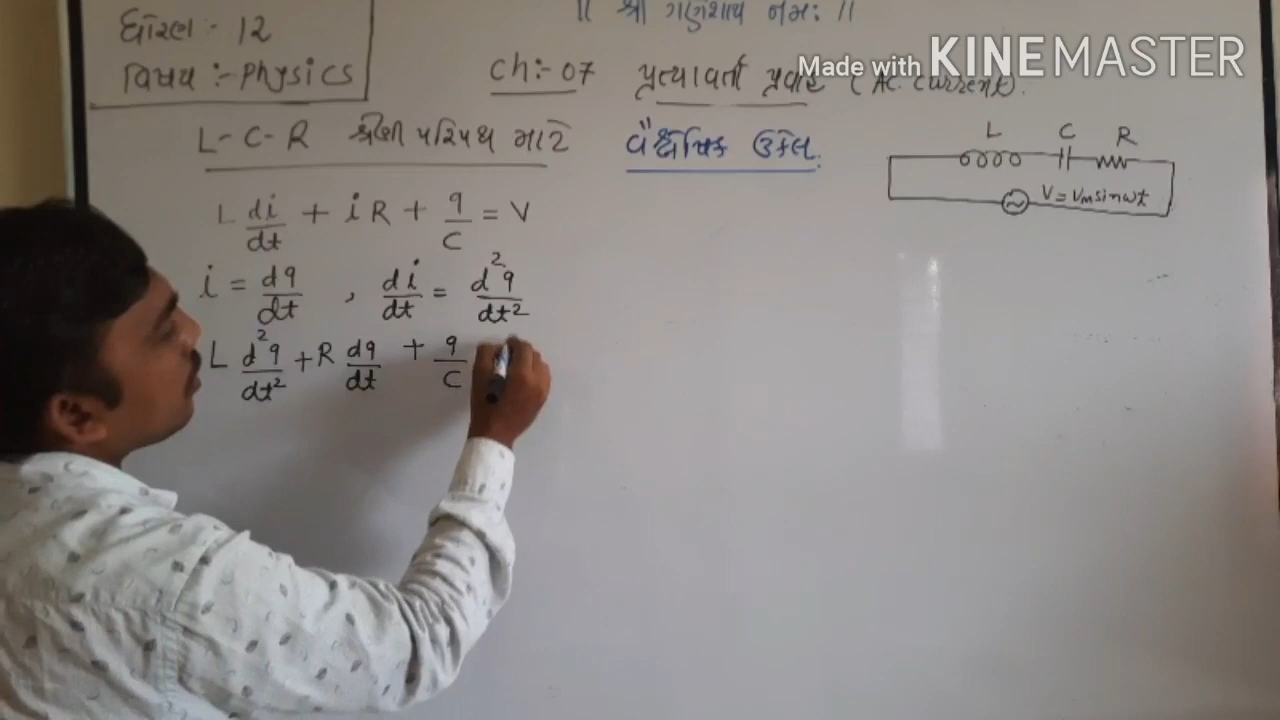 ॥ શ્રી ગણેશાય નમઃ ॥
ધોરણ :- 12
વિષય :- Physics
Ch:- 07 પ્રત્યાવર્તી પ્રવાહ (AC. Current).
Made with KINEMASTER
L-C-R શ્રેણી પરિપથ માટે "વૈશ્લેષિક ઉકેલ.
L di/dt + iR + q/C = V
i = dq/dt , di/dt = d²q/dt²
L d²q/dt² + R dq/dt + q/C
L C R
V = Vm sin ωt